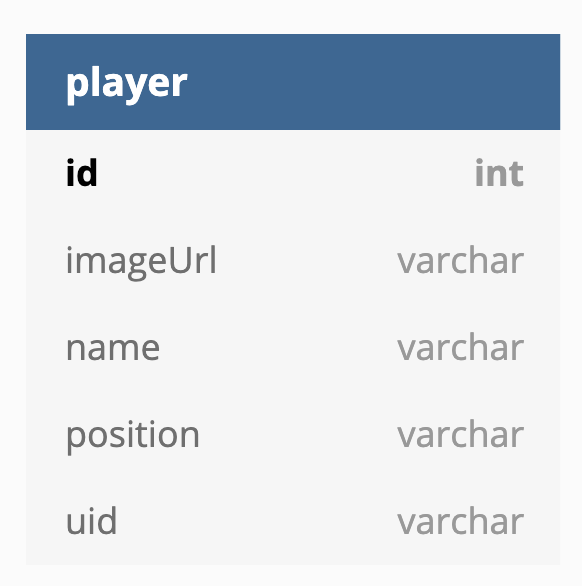 player
id int
imageUrl varchar
name varchar
position varchar
uid varchar